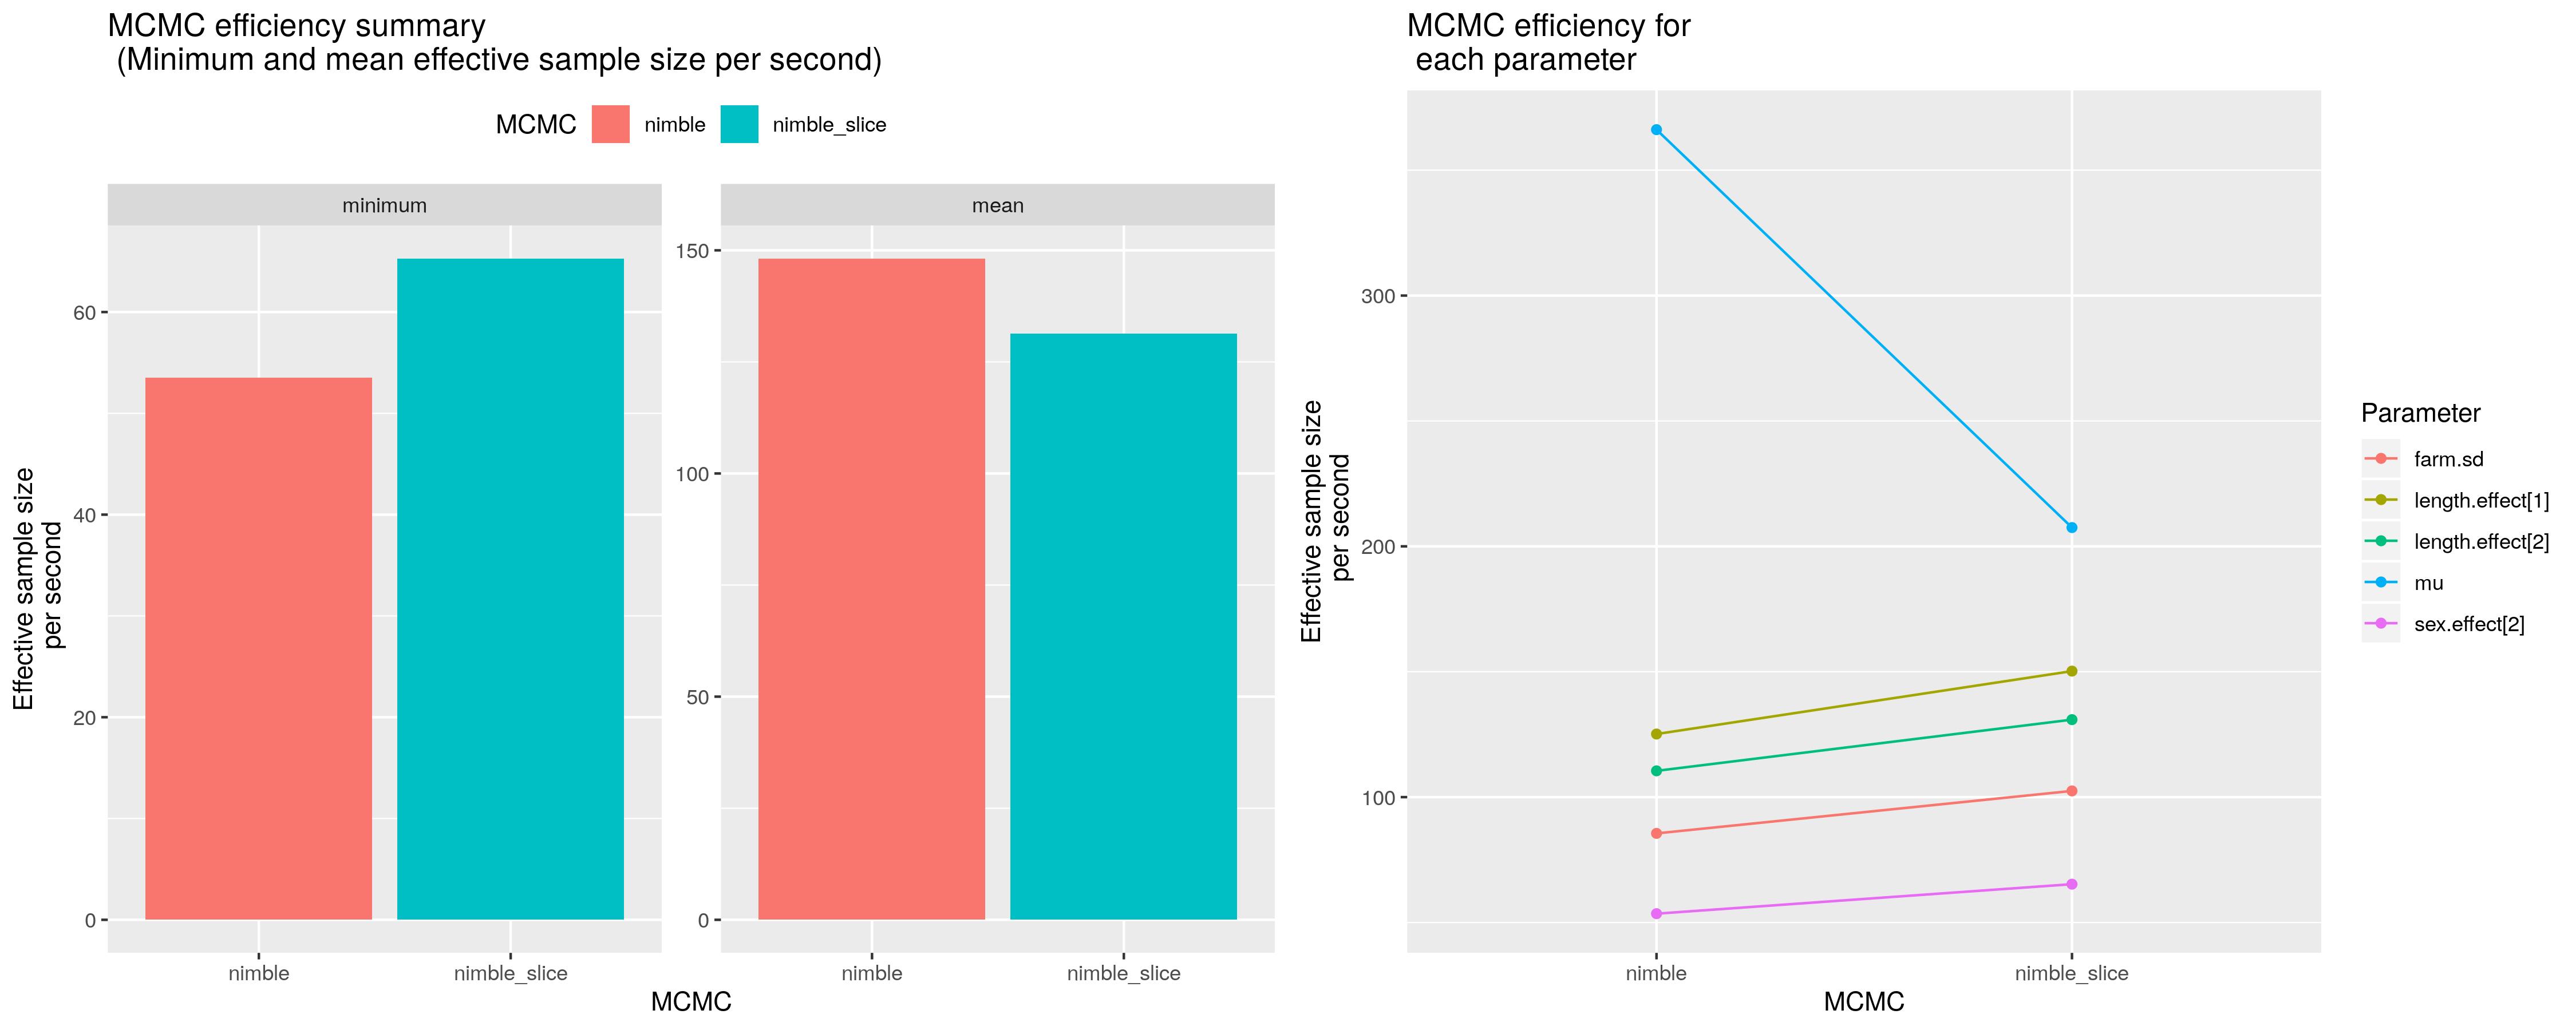 MCMC efficiency summary
(Minimum and mean effective sample size per second)
MCMC nimble nimble_slice
minimum
mean
Effective sample size
per second
60
40
20
0
150
100
50
0
nimble
nimble_slice
nimble
nimble_slice
MCMC
MCMC efficiency for
each parameter
Effective sample size
per second
300
200
100
nimble
nimble_slice
MCMC
Parameter
farm.sd
length.effect[1]
length.effect[2]
mu
sex.effect[2]